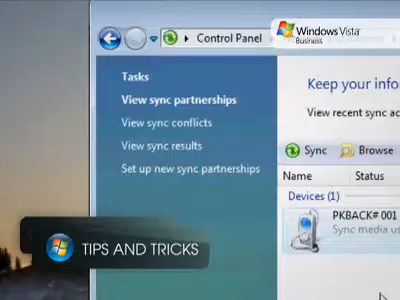 Windows Vista
Business
Control Panel
Tasks
View sync partnerships
View sync conflicts
View sync results
Set up new sync partnerships
Keep your info
View recent sync ac
Sync Browse
Name Status
Devices (1)
PKBACK# 001
Sync media us
TIPS AND TRICKS